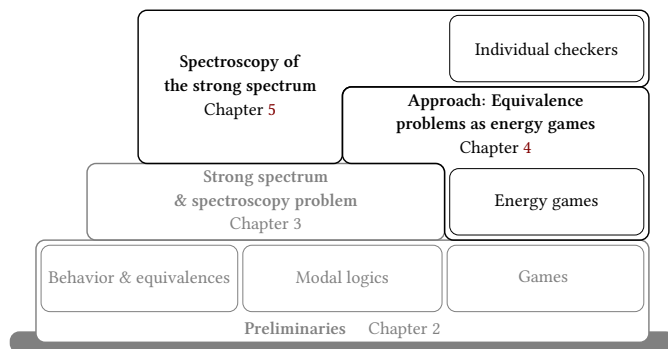 Individual checkers
Spectroscopy of
the strong spectrum
Chapter 5
Approach: Equivalence
problems as energy games
Chapter 4
Strong spectrum
& spectroscopy problem
Chapter 3
Energy games
Behavior & equivalences
Modal logics
Games
Preliminaries Chapter 2